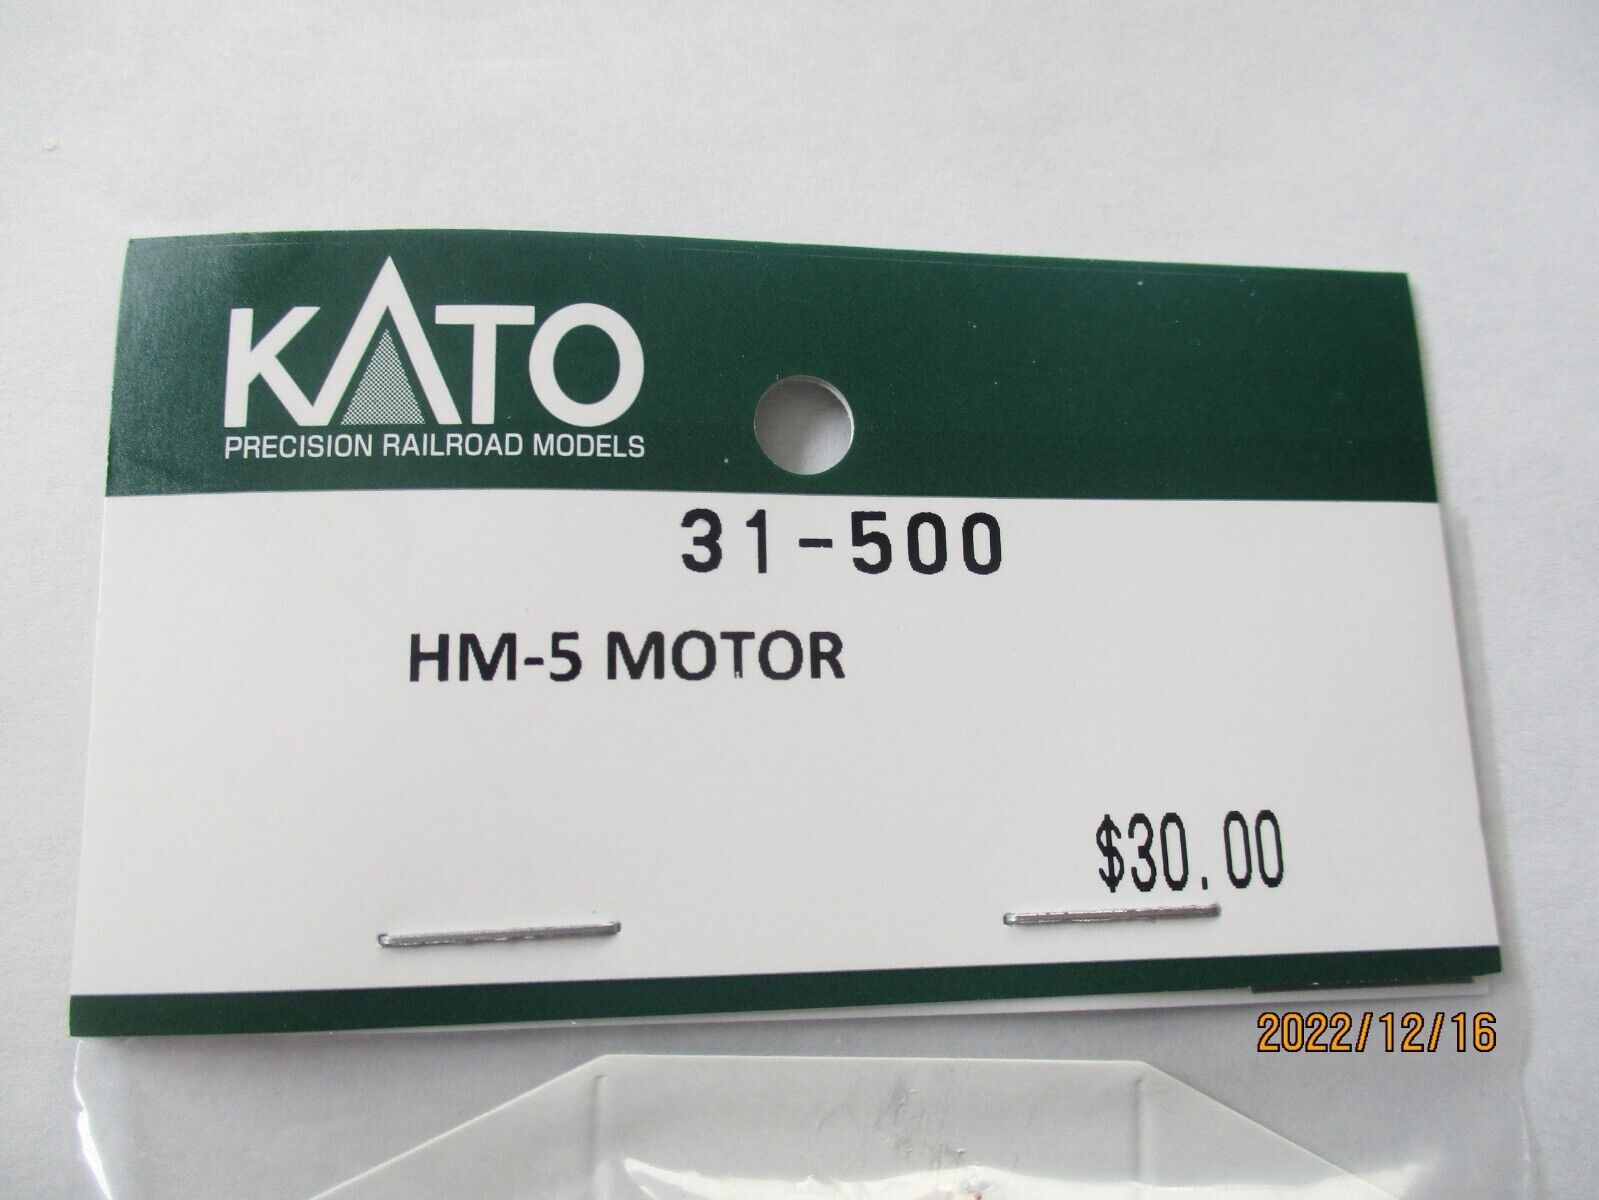 KATO
PRECISION RAILROAD MODELS
31-500
HM-5 MOTOR
$30.00
2022/12/16